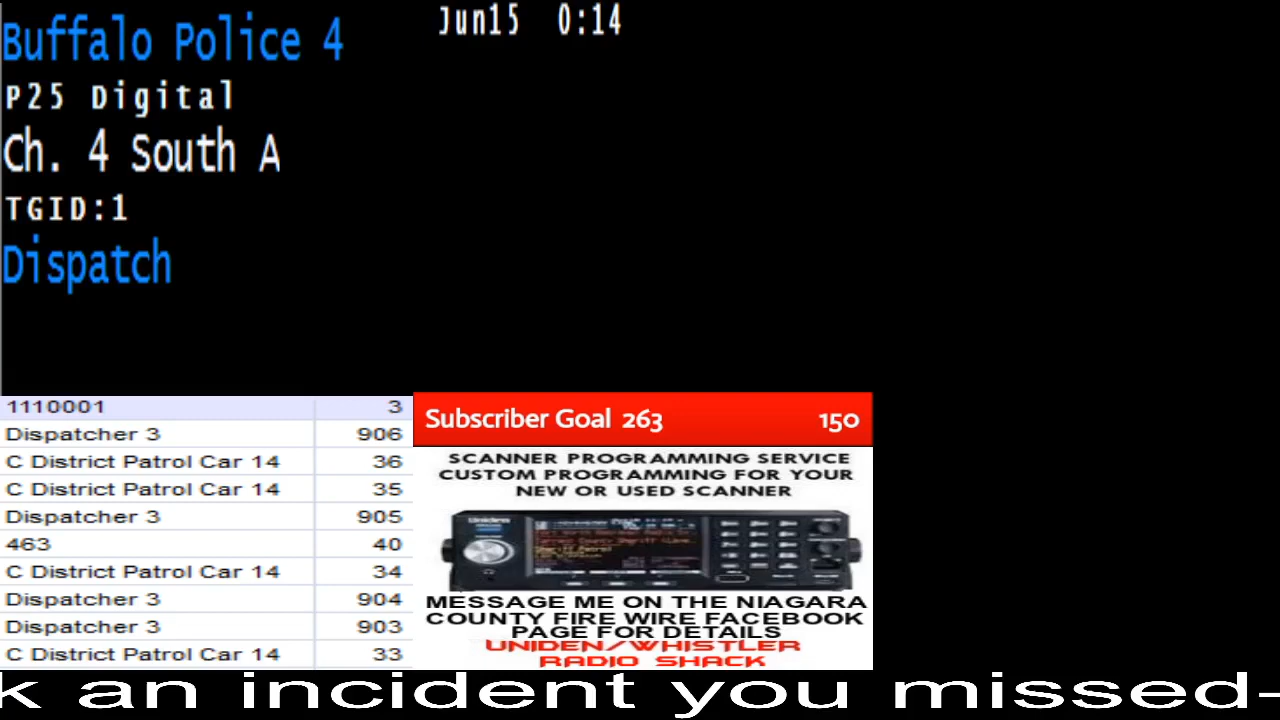 Buffalo Police 4
Jun15 0:14
P25 Digital
Ch. 4 South A
TGID:1
Dispatch
1110001 3
Dispatcher 3 906
C District Patrol Car 14 36
C District Patrol Car 14 35
Dispatcher 3 905
463 40
C District Patrol Car 14 34
Dispatcher 3 904
Dispatcher 3 903
C District Patrol Car 14 33
Subscriber Goal 263 150
SCANNER PROGRAMMING SERVICE
CUSTOM PROGRAMMING FOR YOUR
NEW OR USED SCANNER
Uniden
MESSAGE ME ON THE NIAGARA
COUNTY FIRE WIRE FACEBOOK
PAGE FOR DETAILS
UNIDEN/WHISTLER
RADIO SHACK
k an incident you missed-